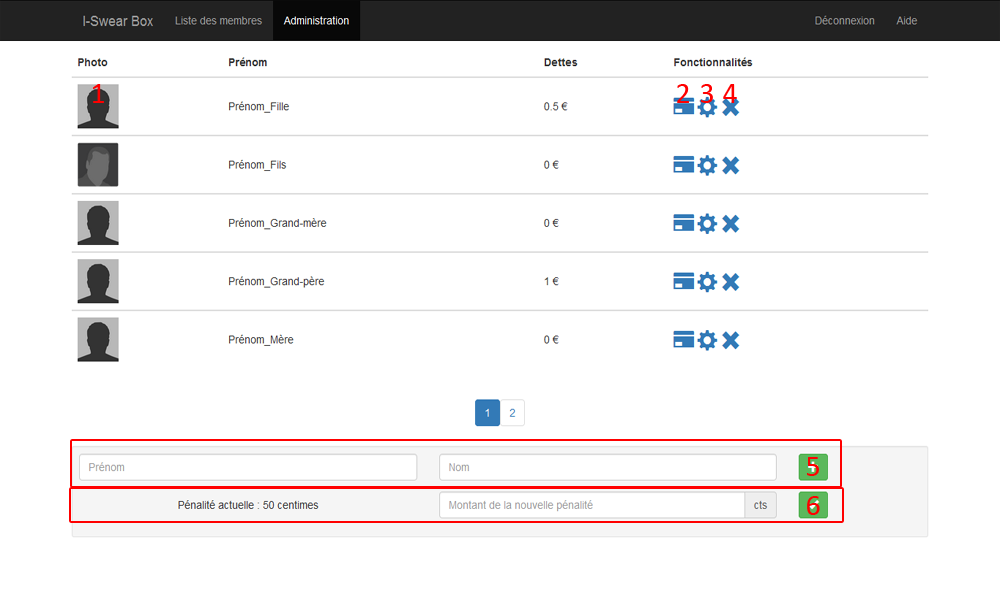 I-Swear Box Liste des membres Administration Déconnexion Aide
Photo Prénom Dettes Fonctionnalités
1 Prénom_Fille 0.5 € 2 3 4
Prénom_Fils 0 €
Prénom_Grand-mère 0 €
Prénom_Grand-père 1 €
Prénom_Mère 0 €
1 2
Prénom Nom 5
Pénalité actuelle : 50 centimes Montant de la nouvelle pénalité cts 6